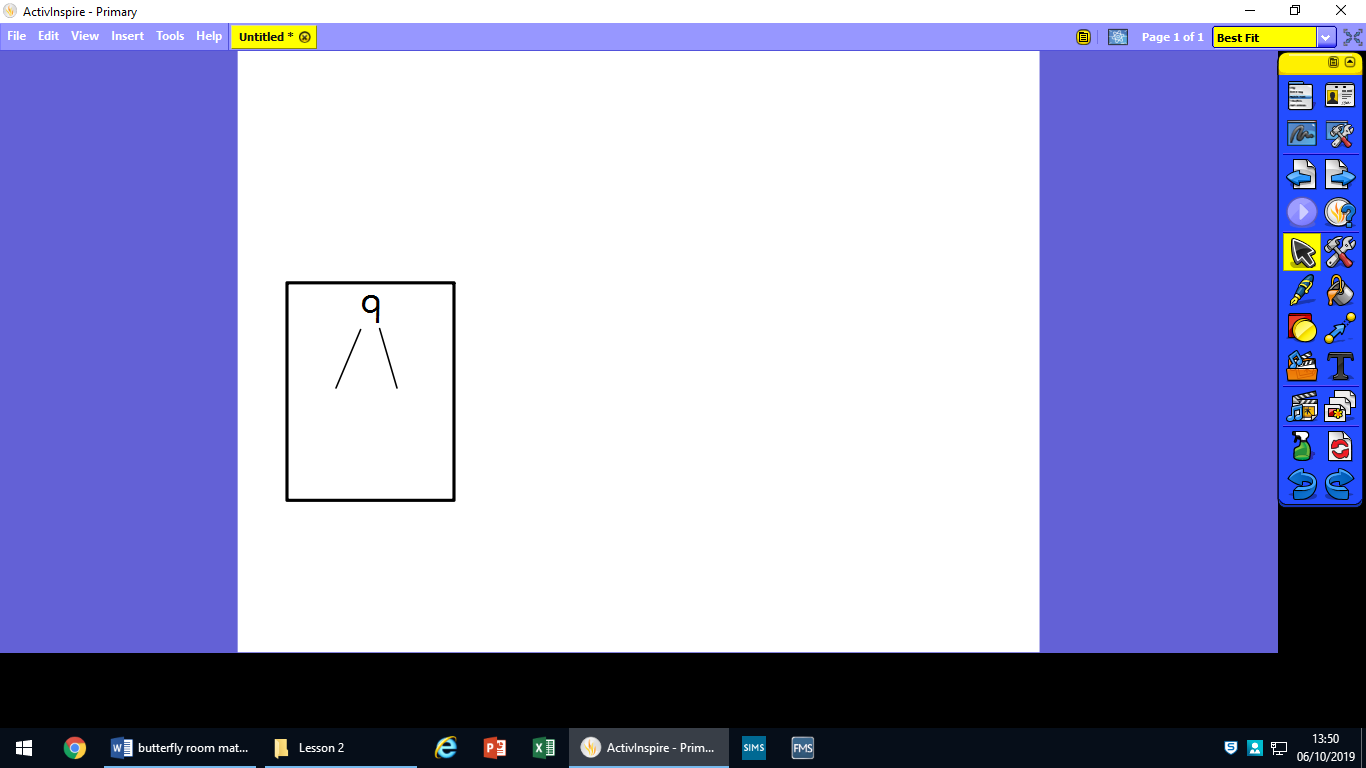 ActivInspire - Primary
File Edit View Insert Tools Help Untitled * Page 1 of 1 Best Fit
9
butterfly room mat... Lesson 2 ActivInspire - Prim... SIMS FMS
13:50
06/10/2019